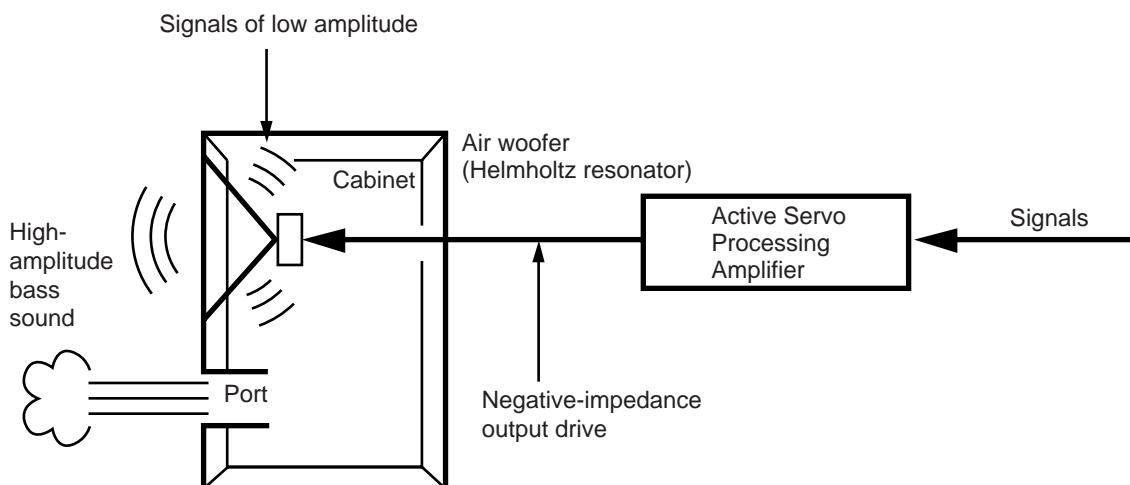 Signals of low amplitude
Air woofer
(Helmholtz resonator)
Cabinet
High-
amplitude
bass
sound
Active Servo
Processing
Amplifier
Signals
Port
Negative-impedance
output drive